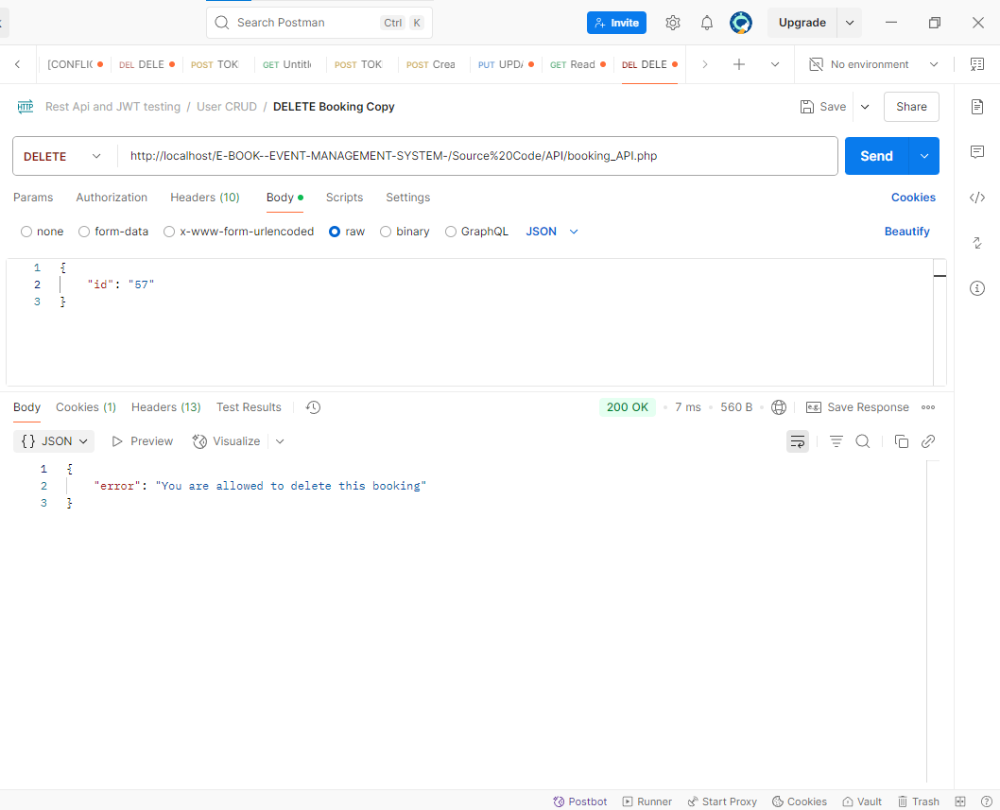 Search Postman Ctrl K Invite Upgrade
[CONFLIC DEL DELE POST TOK GET Untitle POST TOK POST Crea PUT UPDA GET Read DEL DELE No environment
HTTP Rest Api and JWT testing / User CRUD / DELETE Booking Copy Save Share
DELETE http://localhost/E-BOOK--EVENT-MANAGEMENT-SYSTEM-/Source%20Code/API/booking_API.php Send
Params Authorization Headers (10) Body Scripts Settings Cookies
none form-data x-www-form-urlencoded raw binary GraphQL JSON Beautify
1 {
2 "id": "57"
3 }
Body Cookies (1) Headers (13) Test Results 200 OK • 7 ms • 560 B • e.g. Save Response
{} JSON Preview Visualize
1 {
2 "error": "You are allowed to delete this booking"
3 }
Postbot Runner Start Proxy Cookies Vault Trash